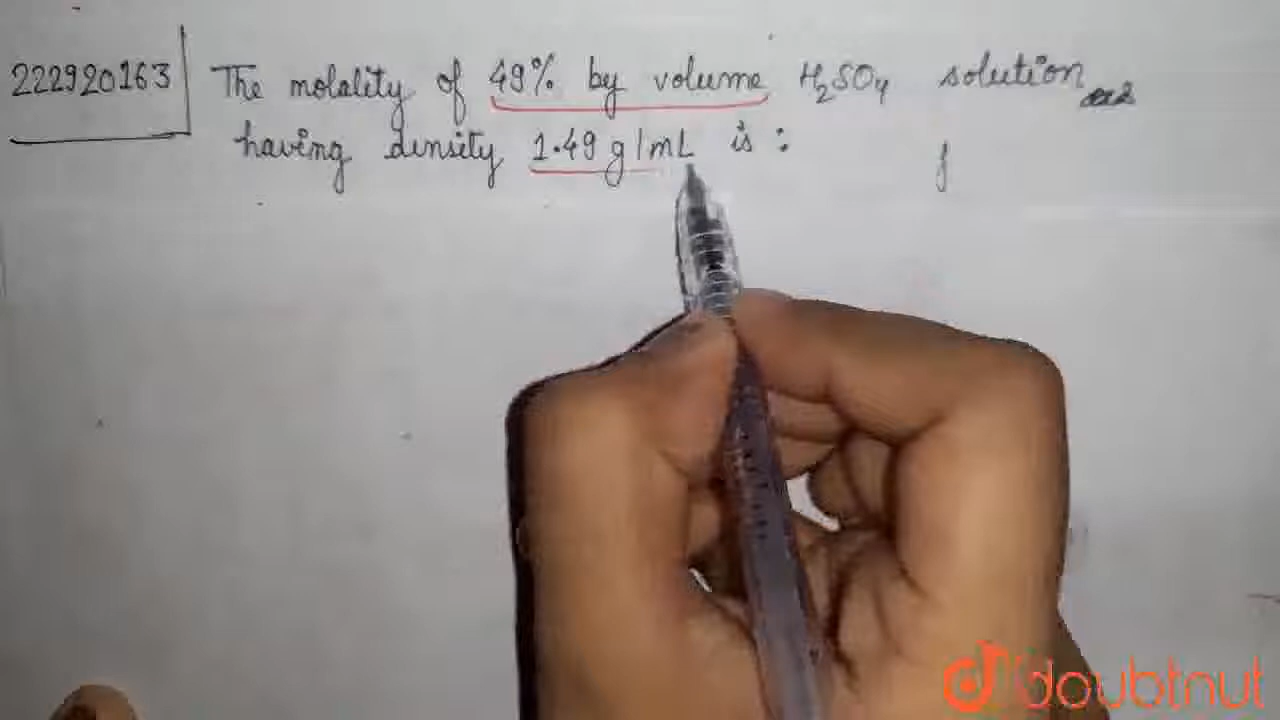 222920163
The molality of 49% by volume H₂SO₄ solution
having density 1.49 g/mL is :
doubtnut